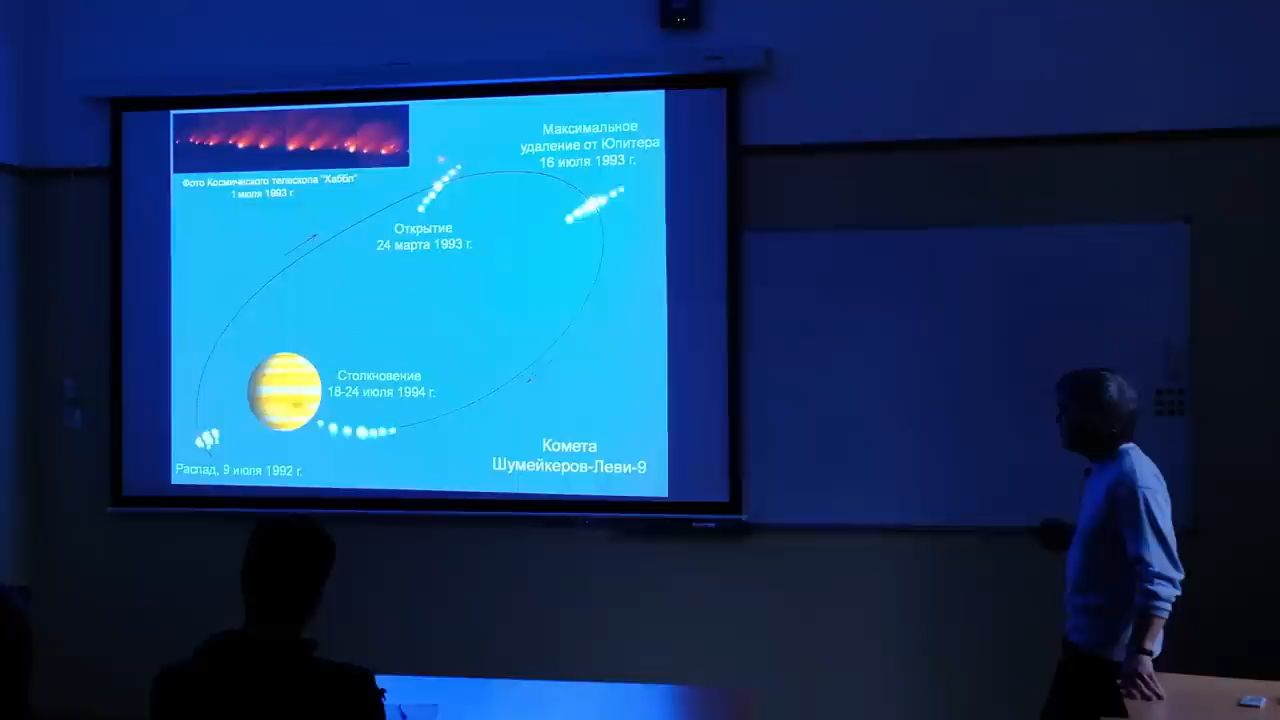 Максимальное
удаление от Юпитера
16 июля 1993 г.
Фото Космического телескопа "Хаббл"
1 июля 1993 г.
Открытие
24 марта 1993 г.
Столкновение
18-24 июля 1994 г.
Комета
Шумейкеров-Леви-9
Распад, 9 июля 1992 г.